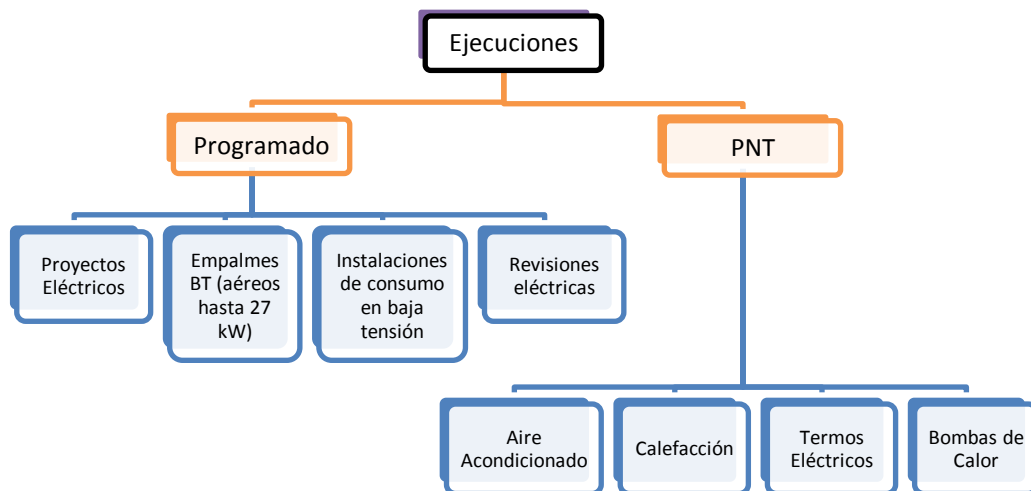 Ejecuciones
Programado
PNT
Proyectos
Eléctricos
Empalmes
BT (aéreos
hasta 27
kW)
Instalaciones
de consumo
en baja
tensión
Revisiones
eléctricas
Aire
Acondicionado
Calefacción
Termos
Eléctricos
Bombas de
Calor